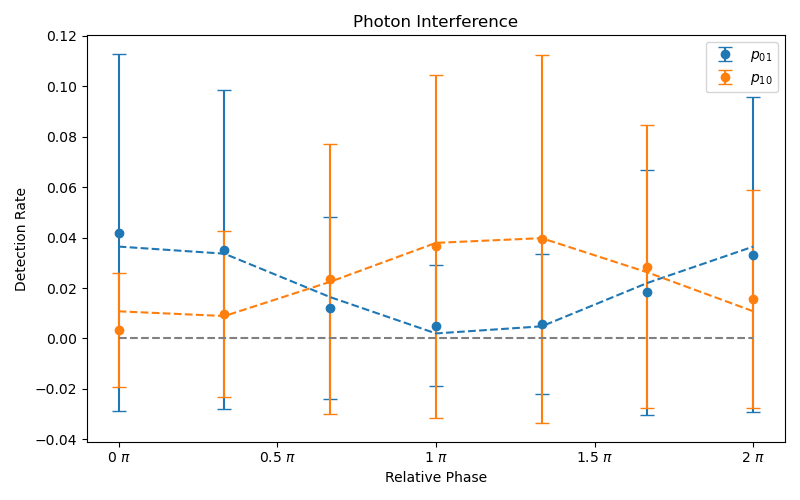 Photon Interference
0.12
0.10
0.08
0.06
0.04
0.02
0.00
−0.02
−0.04
Detection Rate
p01
p10
0 π
0.5 π
1 π
1.5 π
2 π
Relative Phase